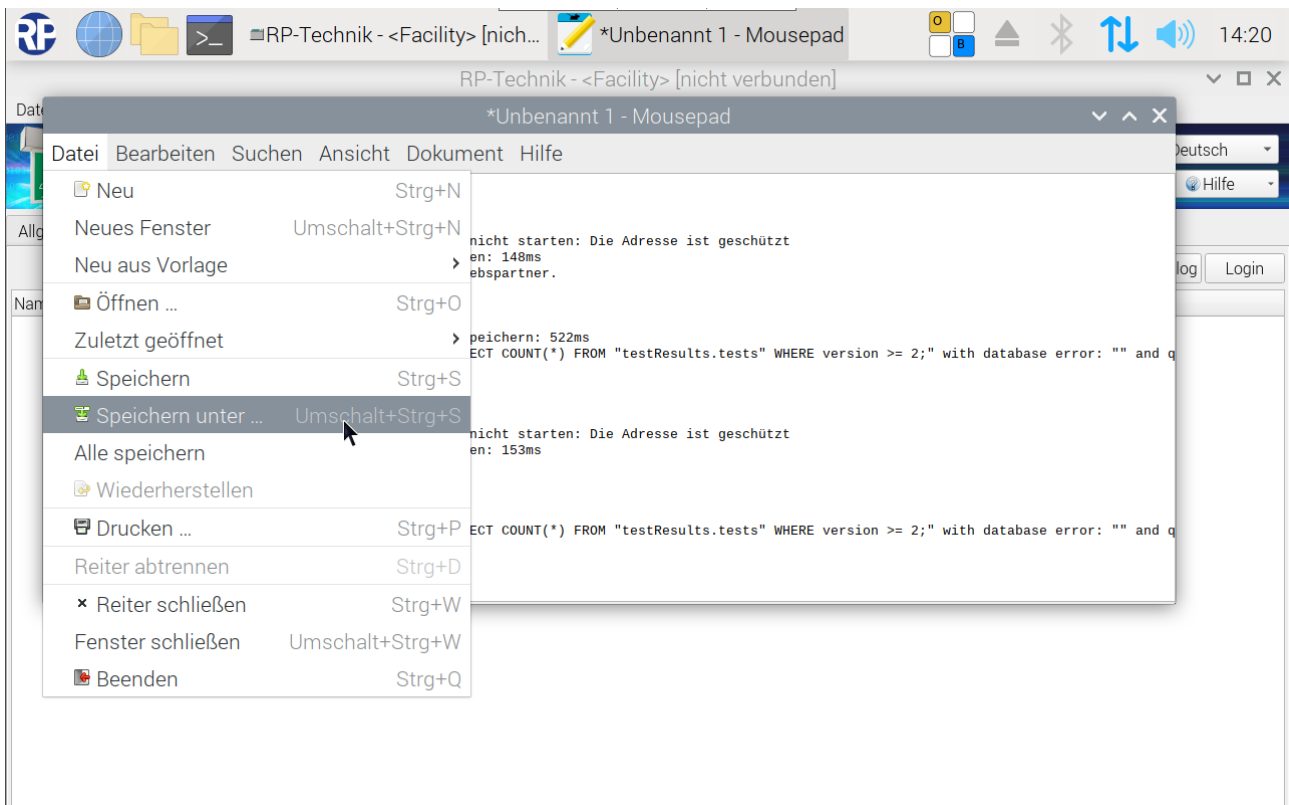 RP
>_
RP-Technik - <Facility> [nich...
*Unbenannt 1 - Mousepad
O
B
14:20
RP-Technik - <Facility> [nicht verbunden]
*Unbenannt 1 - Mousepad
Datei Bearbeiten Suchen Ansicht Dokument Hilfe
Deutsch
Hilfe
Neu Strg+N
Neues Fenster Umschalt+Strg+N
Neu aus Vorlage
Öffnen ... Strg+O
Zuletzt geöffnet
Speichern Strg+S
Speichern unter ... Umschalt+Strg+S
Alle speichern
Wiederherstellen
Drucken ... Strg+P
Reiter abtrennen Strg+D
Reiter schließen Strg+W
Fenster schließen Umschalt+Strg+W
Beenden Strg+Q
nicht starten: Die Adresse ist geschützt
en: 148ms
ebspartner.
peichern: 522ms
ECT COUNT(*) FROM "testResults.tests" WHERE version >= 2;" with database error: "" and q
nicht starten: Die Adresse ist geschützt
en: 153ms
ECT COUNT(*) FROM "testResults.tests" WHERE version >= 2;" with database error: "" and q
log
Login